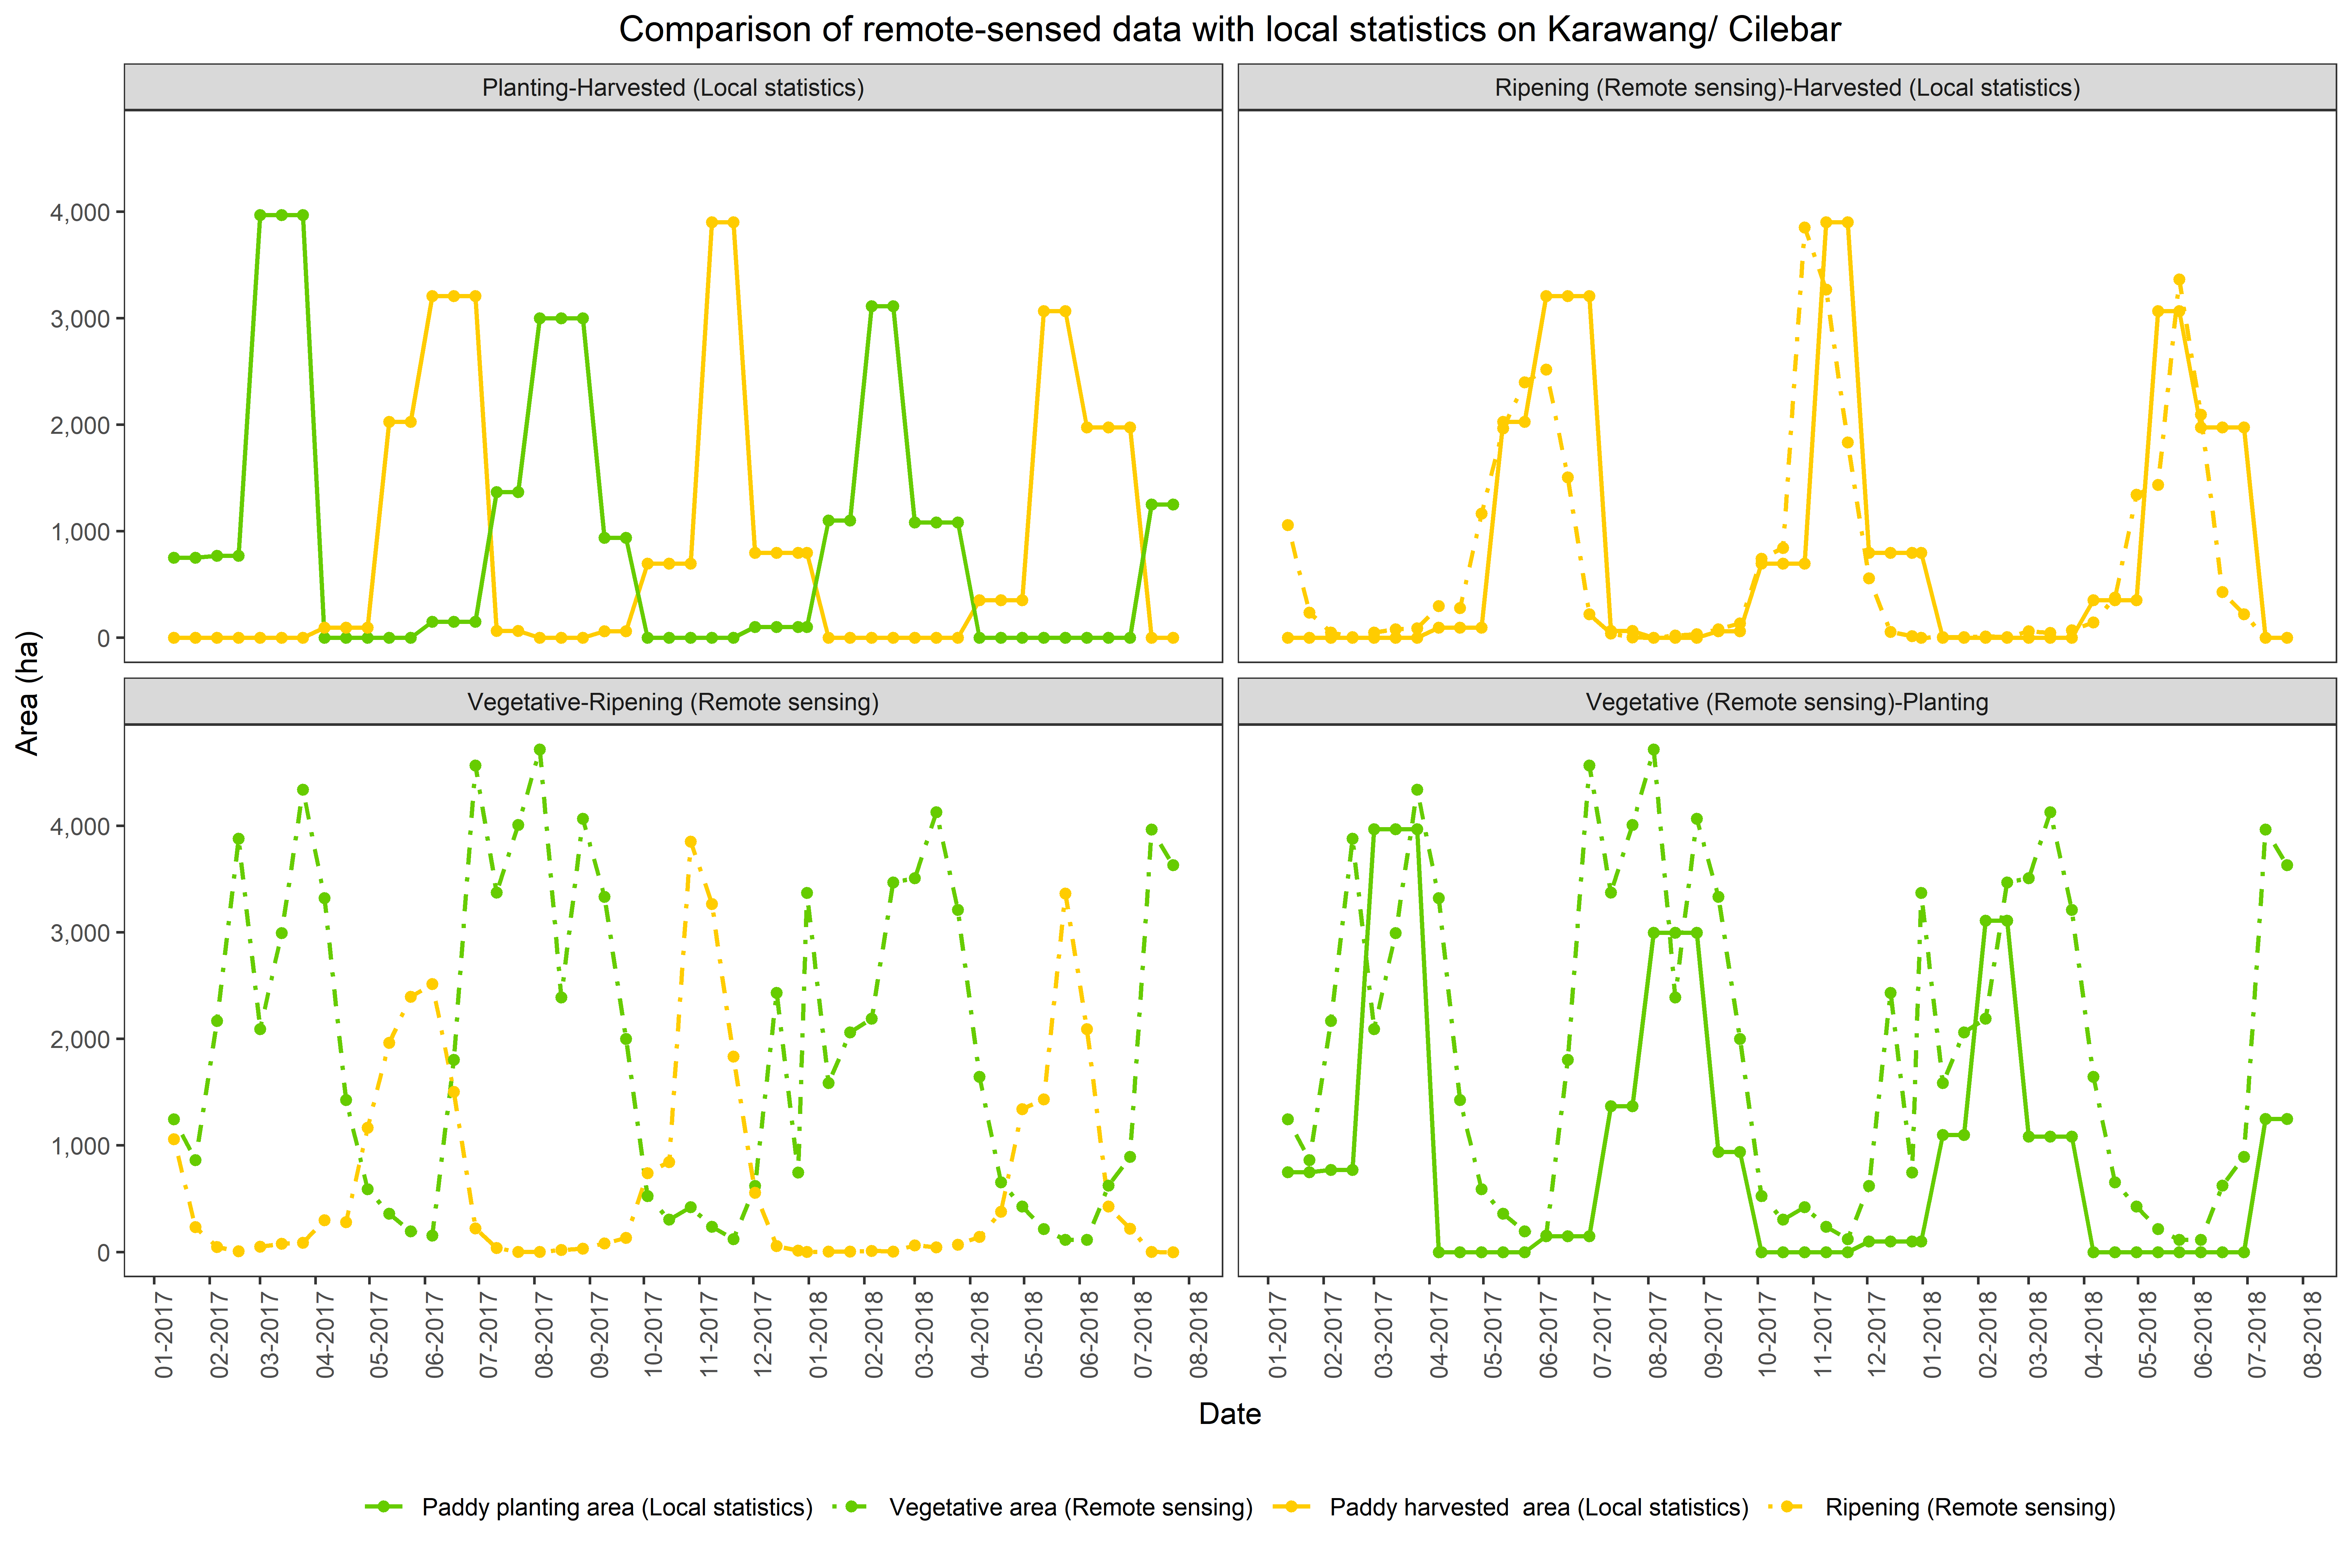 Comparison of remote-sensed data with local statistics on Karawang/ Cilebar
Planting-Harvested (Local statistics)
Ripening (Remote sensing)-Harvested (Local statistics)
4,000
3,000
2,000
1,000
0
Area (ha)
Vegetative-Ripening (Remote sensing)
Vegetative (Remote sensing)-Planting
4,000
3,000
2,000
1,000
0
01-2017 02-2017 03-2017 04-2017 05-2017 06-2017 07-2017 08-2017 09-2017 10-2017 11-2017 12-2017 01-2018 02-2018 03-2018 04-2018 05-2018 06-2018 07-2018 08-2018
01-2017 02-2017 03-2017 04-2017 05-2017 06-2017 07-2017 08-2017 09-2017 10-2017 11-2017 12-2017 01-2018 02-2018 03-2018 04-2018 05-2018 06-2018 07-2018 08-2018
Date
Paddy planting area (Local statistics) Vegetative area (Remote sensing) Paddy harvested  area (Local statistics) Ripening (Remote sensing)